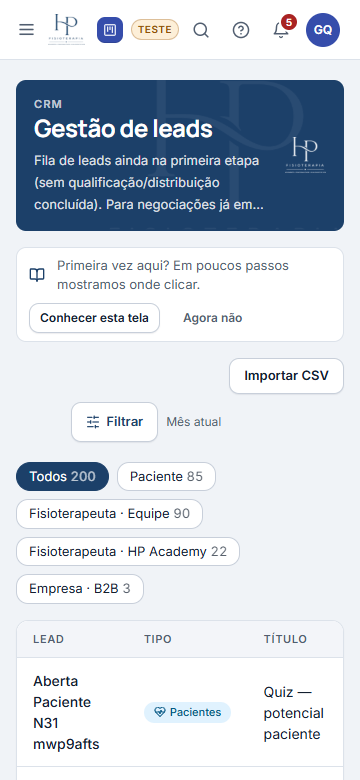 HP
FISIOTERAPIA
TESTE
5
GQ
CRM
Gestão de leads
Fila de leads ainda na primeira etapa
(sem qualificação/distribuição
concluída). Para negociações já em...
HP
FISIOTERAPIA
Primeira vez aqui? Em poucos passos
mostramos onde clicar.
Conhecer esta tela
Agora não
Importar CSV
Filtrar
Mês atual
Todos 200
Paciente 85
Fisioterapeuta · Equipe 90
Fisioterapeuta · HP Academy 22
Empresa · B2B 3
LEAD TIPO TÍTULO
Aberta
Paciente
N31
mwp9afts
Pacientes
Quiz —
potencial
paciente